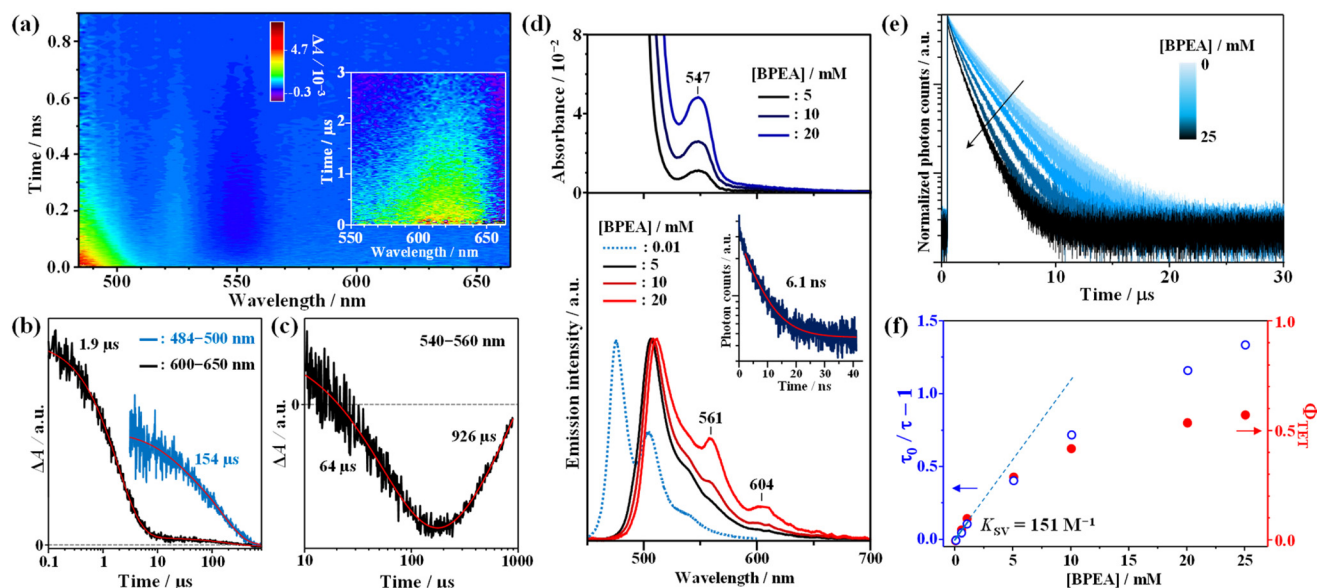 (a)
Time / ms
0.8
0.6
0.4
0.2
0.0
500
550
600
650
Wavelength / nm
4.7
-0.3
ΔA / 10⁻³
Time / μs
3
2
1
0
550
600
650
Wavelength / nm
(b)
ΔA / a.u.
1.9 μs
: 484–500 nm
: 600–650 nm
154 μs
0.1
1
10
100
Time / μs
(c)
ΔA / a.u.
540–560 nm
0
64 μs
926 μs
10
100
1000
Time / μs
(d)
Absorbance / 10⁻²
8
4
0
547
[BPEA] / mM
: 5
: 10
: 20
Emission intensity / a.u.
[BPEA] / mM
: 0.01
: 5
: 10
: 20
561
604
Photon counts / a.u.
6.1 ns
0
10
20
30
40
Time / ns
500
600
700
Wavelength / nm
(e)
Normalized photon counts / a.u.
[BPEA] / mM
0
25
0
10
20
30
Time / μs
(f)
τ₀ / τ − 1
1.5
1.25
1.0
0.75
0.5
0.25
0
K_SV = 151 M⁻¹
1.0
0.5
0
Φ_TET
0
5
10
15
20
25
[BPEA] / mM